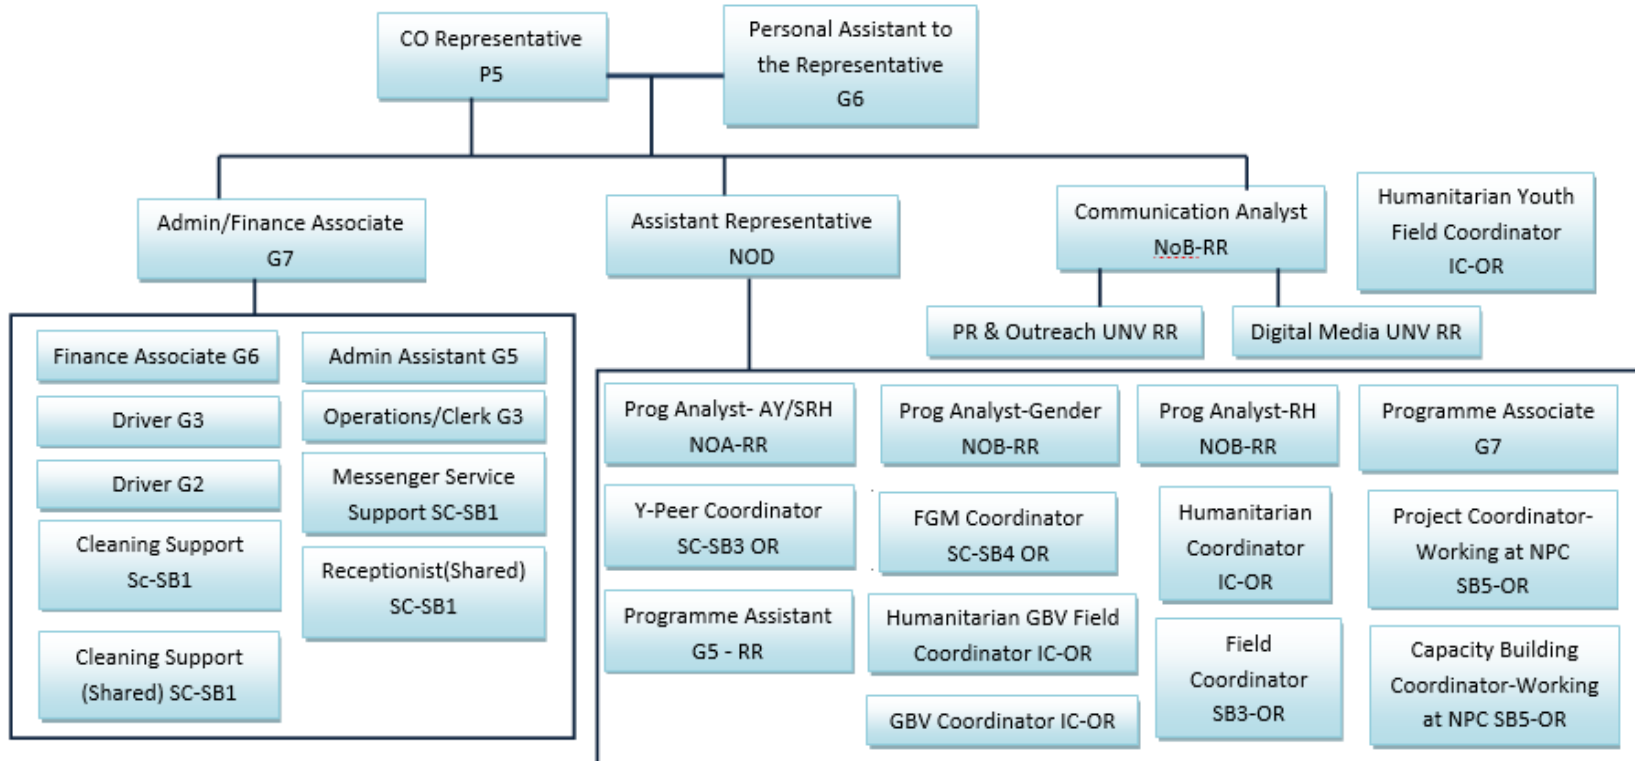 CO Representative
P5
Personal Assistant to
the Representative
G6
Admin/Finance Associate
G7
Assistant Representative
NOD
Communication Analyst
NoB-RR
Humanitarian Youth
Field Coordinator
IC-OR
PR & Outreach UNV RR
Digital Media UNV RR
Finance Associate G6
Admin Assistant G5
Driver G3
Operations/Clerk G3
Driver G2
Messenger Service
Support SC-SB1
Cleaning Support
Sc-SB1
Receptionist(Shared)
SC-SB1
Cleaning Support
(Shared) SC-SB1
Prog Analyst- AY/SRH
NOA-RR
Prog Analyst-Gender
NOB-RR
Prog Analyst-RH
NOB-RR
Programme Associate
G7
Y-Peer Coordinator
SC-SB3 OR
FGM Coordinator
SC-SB4 OR
Humanitarian
Coordinator
IC-OR
Project Coordinator-
Working at NPC
SB5-OR
Programme Assistant
G5 - RR
Humanitarian GBV Field
Coordinator IC-OR
Field
Coordinator
SB3-OR
Capacity Building
Coordinator-Working
at NPC SB5-OR
GBV Coordinator IC-OR